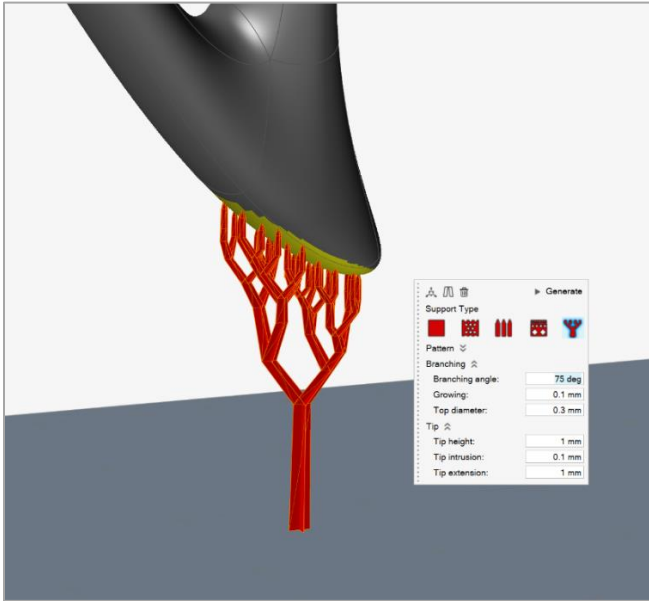 Generate
Support Type
Pattern
Branching
Branching angle: 75 deg
Growing: 0.1 mm
Top diameter: 0.3 mm
Tip
Tip height: 1 mm
Tip intrusion: 0.1 mm
Tip extension: 1 mm